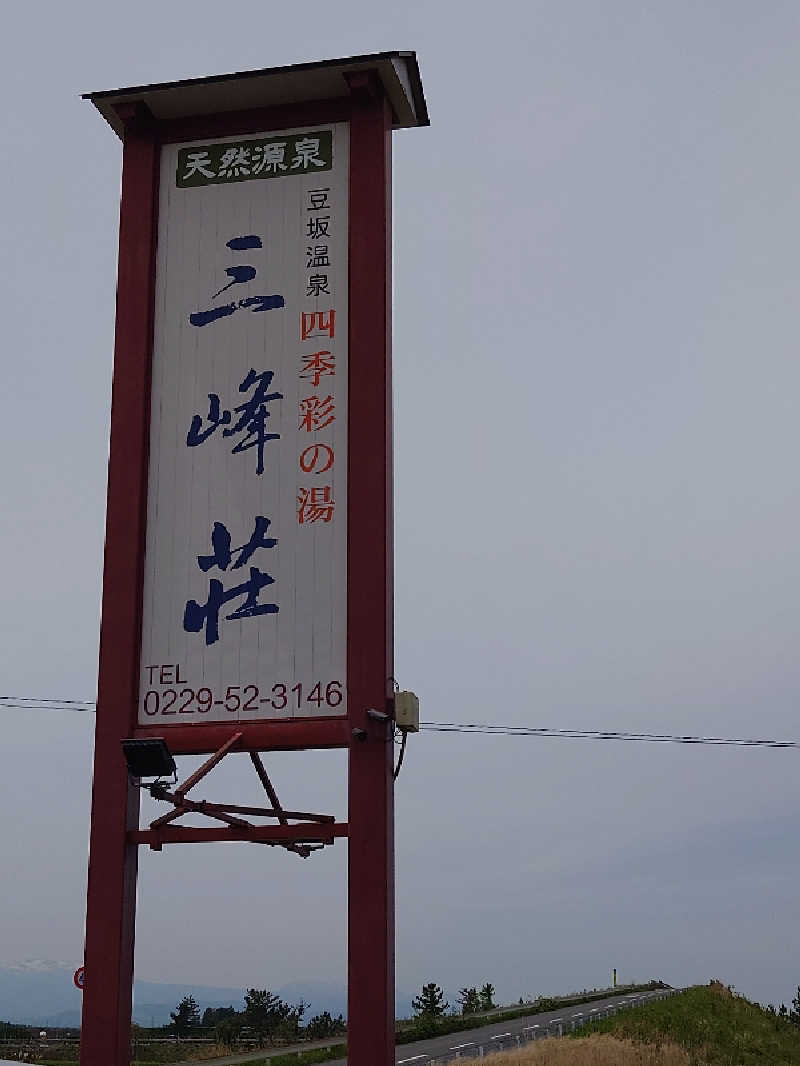 天然源泉
豆坂温泉
四季彩の湯
三峰荘
TEL
0229-52-3146